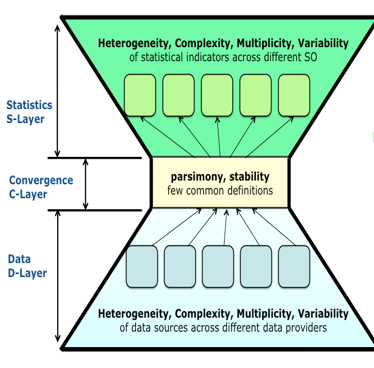 Heterogeneity, Complexity, Multiplicity, Variability
of statistical indicators across different SO
Statistics
S-Layer
Convergence
C-Layer
parsimony, stability
few common definitions
Data
D-Layer
Heterogeneity, Complexity, Multiplicity, Variability
of data sources across different data providers